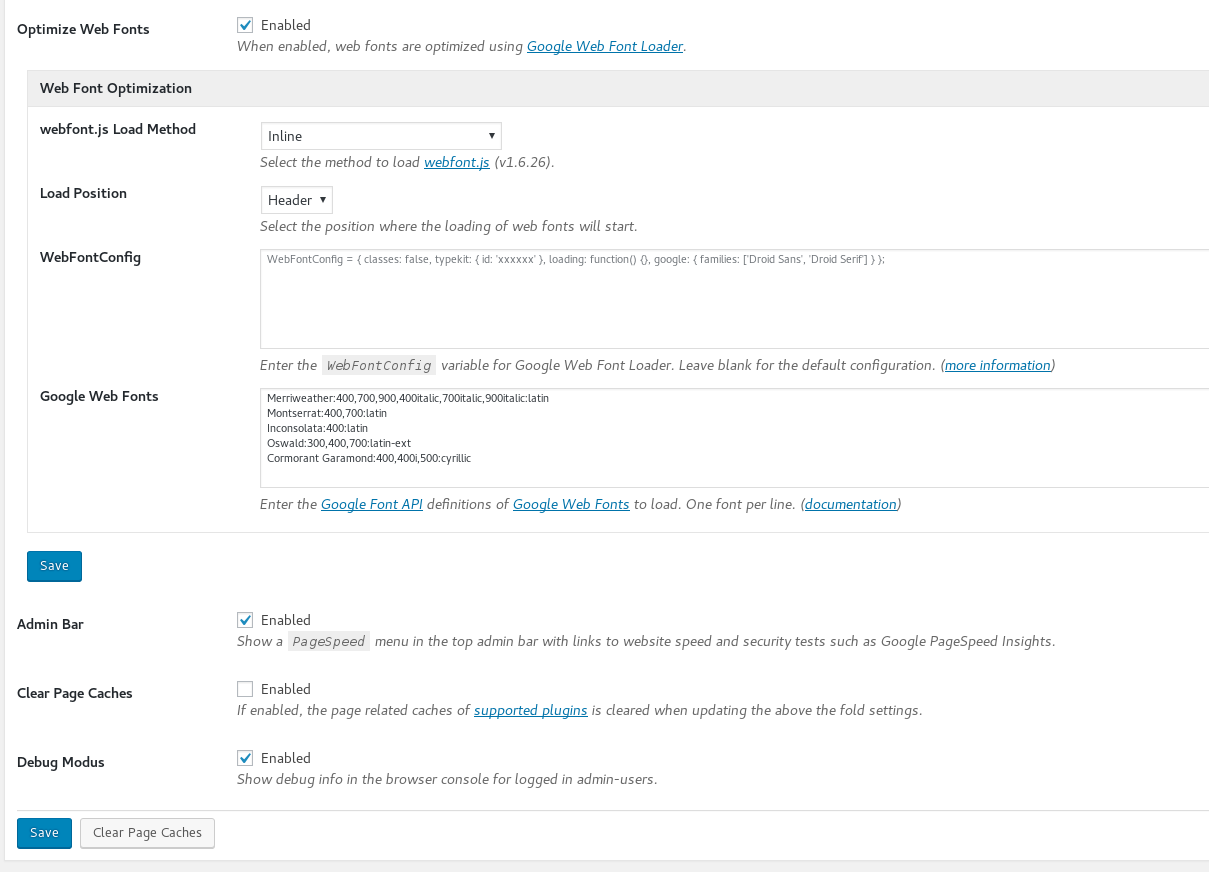 Optimize Web Fonts
Enabled
When enabled, web fonts are optimized using Google Web Font Loader.
Web Font Optimization
webfont.js Load Method
Inline
Select the method to load webfont.js (v1.6.26).
Load Position
Header
Select the position where the loading of web fonts will start.
WebFontConfig
WebFontConfig = { classes: false, typekit: { id: 'xxxxxx' }, loading: function() {}, google: { families: ['Droid Sans', 'Droid Serif'] } };
Enter the WebFontConfig variable for Google Web Font Loader. Leave blank for the default configuration. (more information)
Google Web Fonts
Merriweather:400,700,900,400italic,700italic,900italic:latin
Montserrat:400,700:latin
Inconsolata:400:latin
Oswald:300,400,700:latin-ext
Cormorant Garamond:400,400i,500:cyrillic
Enter the Google Font API definitions of Google Web Fonts to load. One font per line. (documentation)
Save
Admin Bar
Enabled
Show a PageSpeed menu in the top admin bar with links to website speed and security tests such as Google PageSpeed Insights.
Clear Page Caches
Enabled
If enabled, the page related caches of supported plugins is cleared when updating the above the fold settings.
Debug Modus
Enabled
Show debug info in the browser console for logged in admin-users.
Save
Clear Page Caches